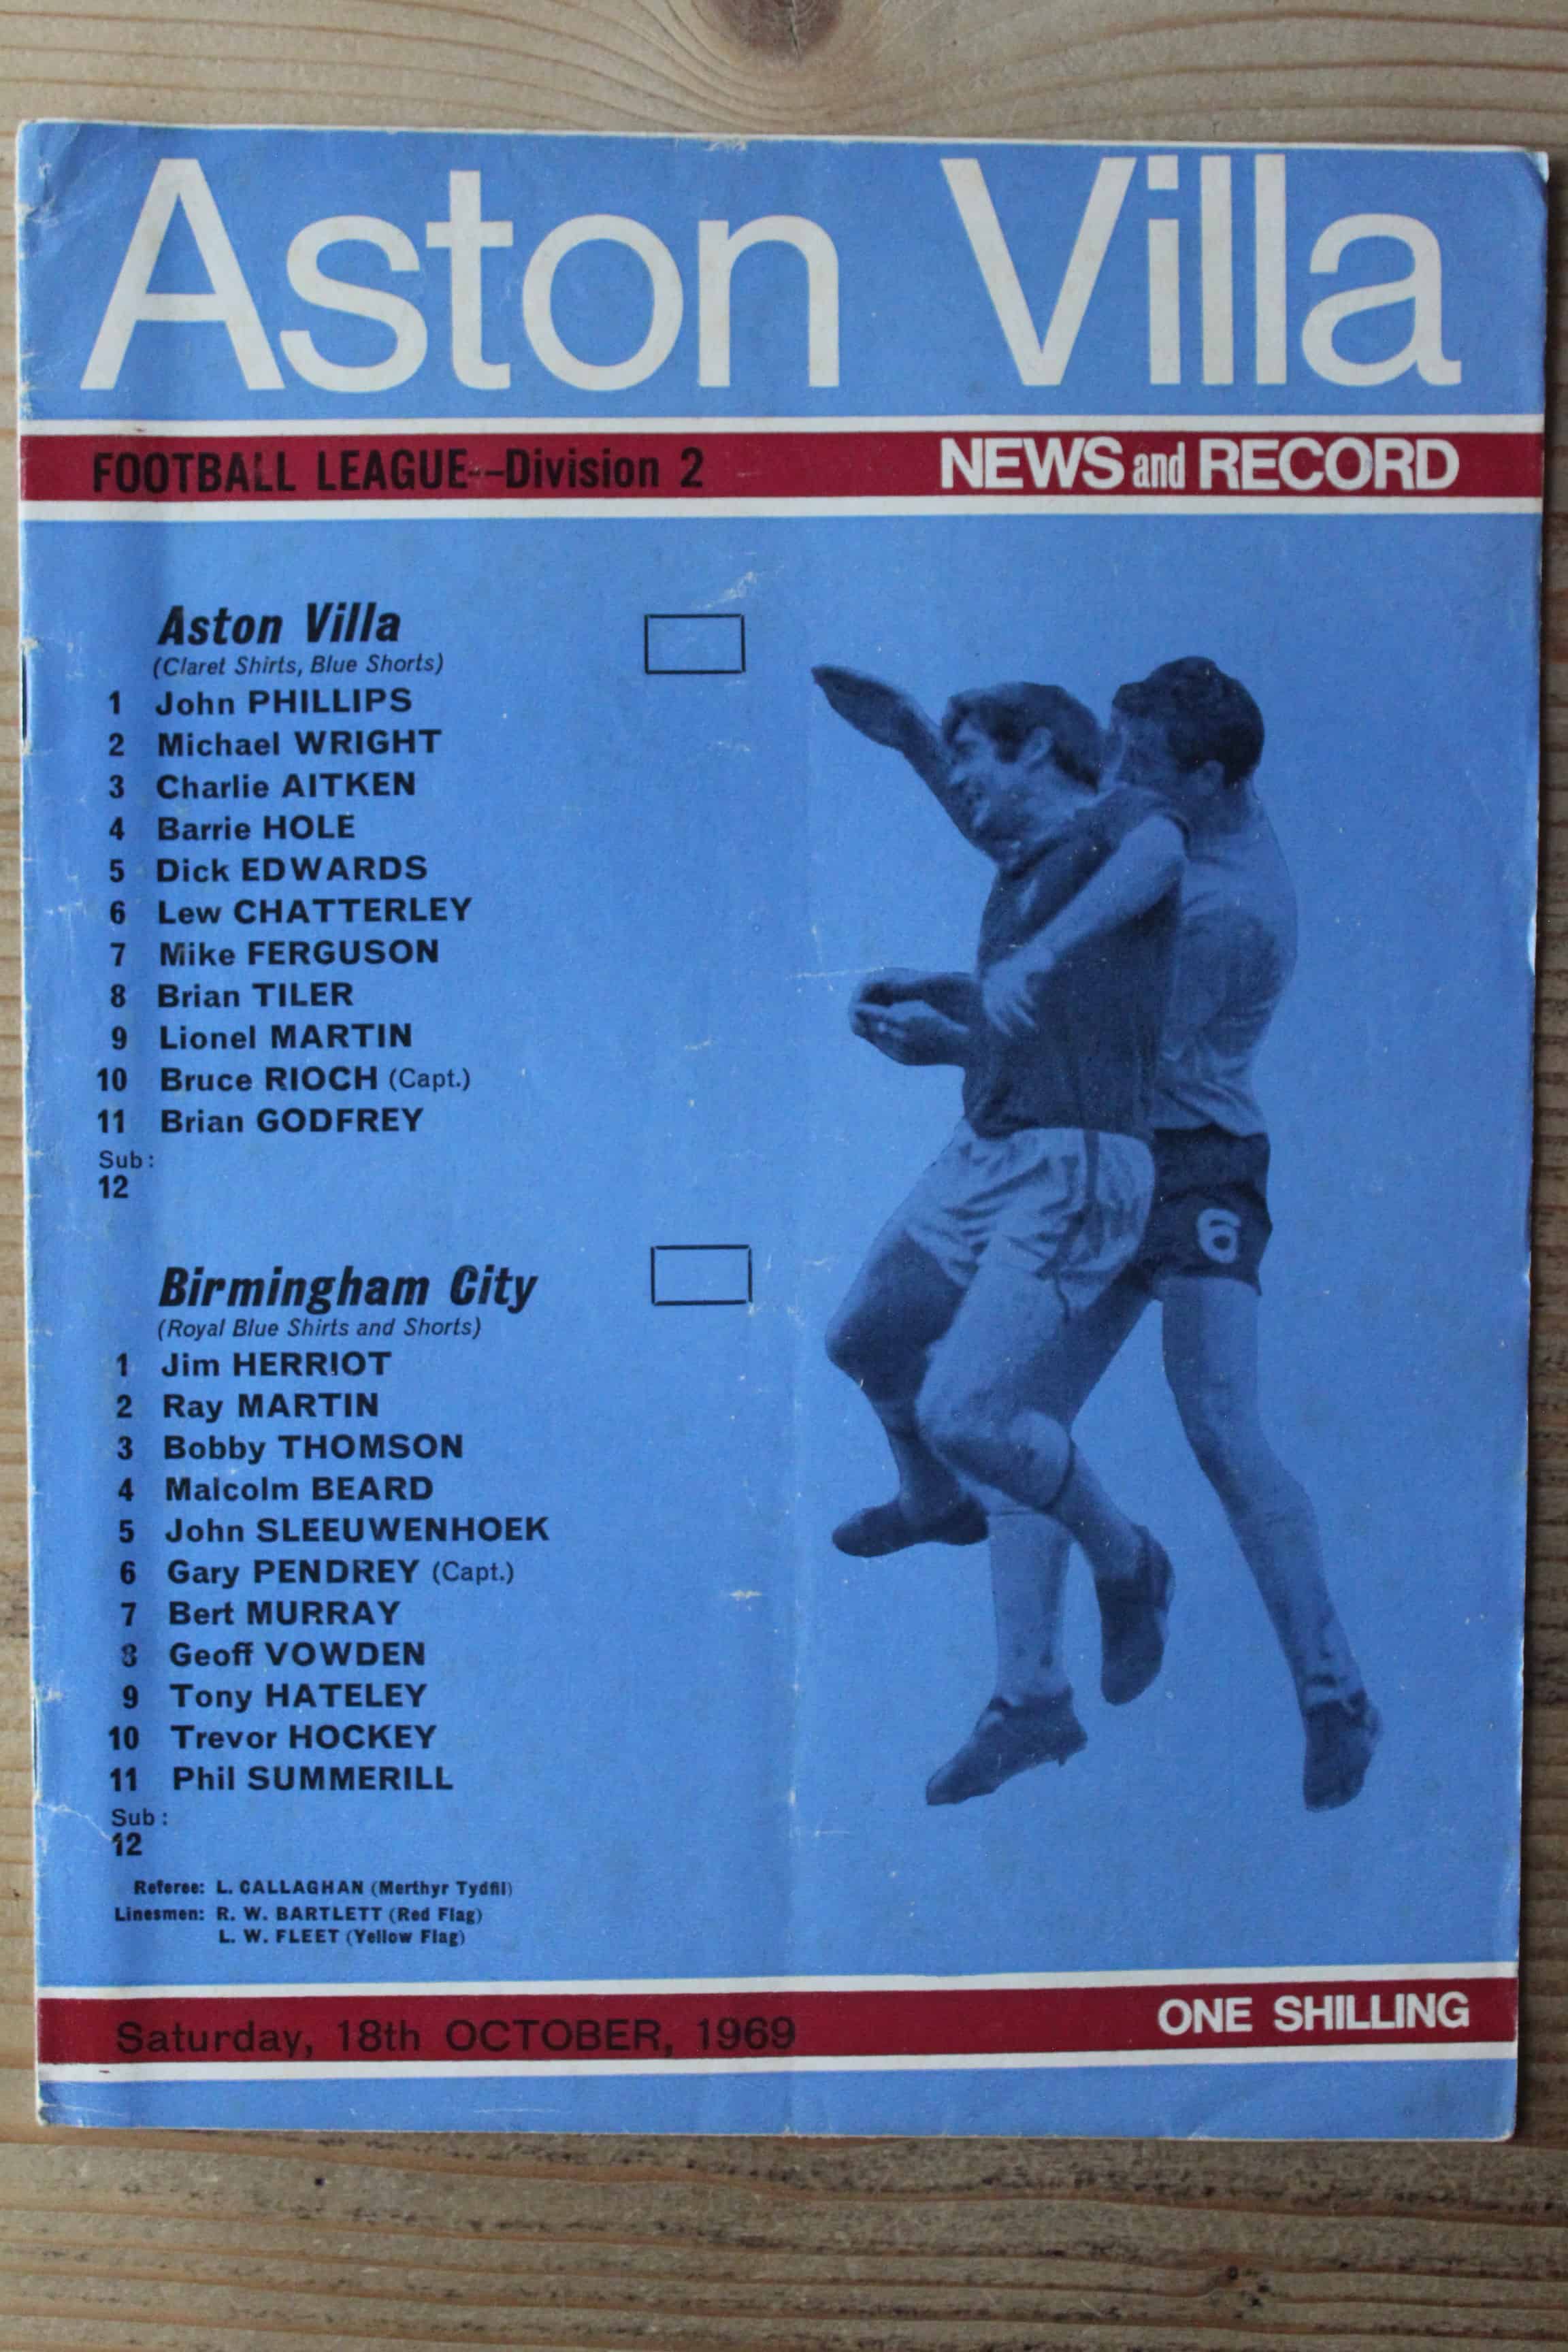 Aston Villa
FOOTBALL LEAGUE--Division 2 NEWS and RECORD
Aston Villa
(Claret Shirts, Blue Shorts)
1 John PHILLIPS
2 Michael WRIGHT
3 Charlie AITKEN
4 Barrie HOLE
5 Dick EDWARDS
6 Lew CHATTERLEY
7 Mike FERGUSON
8 Brian TILER
9 Lionel MARTIN
10 Bruce RIOCH (Capt.)
11 Brian GODFREY
Sub:
12
Birmingham City
(Royal Blue Shirts and Shorts)
1 Jim HERRIOT
2 Ray MARTIN
3 Bobby THOMSON
4 Malcolm BEARD
5 John SLEEUWENHOEK
6 Gary PENDREY (Capt.)
7 Bert MURRAY
8 Geoff VOWDEN
9 Tony HATELEY
10 Trevor HOCKEY
11 Phil SUMMERILL
Sub:
12
Referee: L. CALLAGHAN (Merthyr Tydfil)
Linesmen: R. W. BARTLETT (Red Flag)
L. W. FLEET (Yellow Flag)
6
Saturday, 18th OCTOBER, 1969 ONE SHILLING